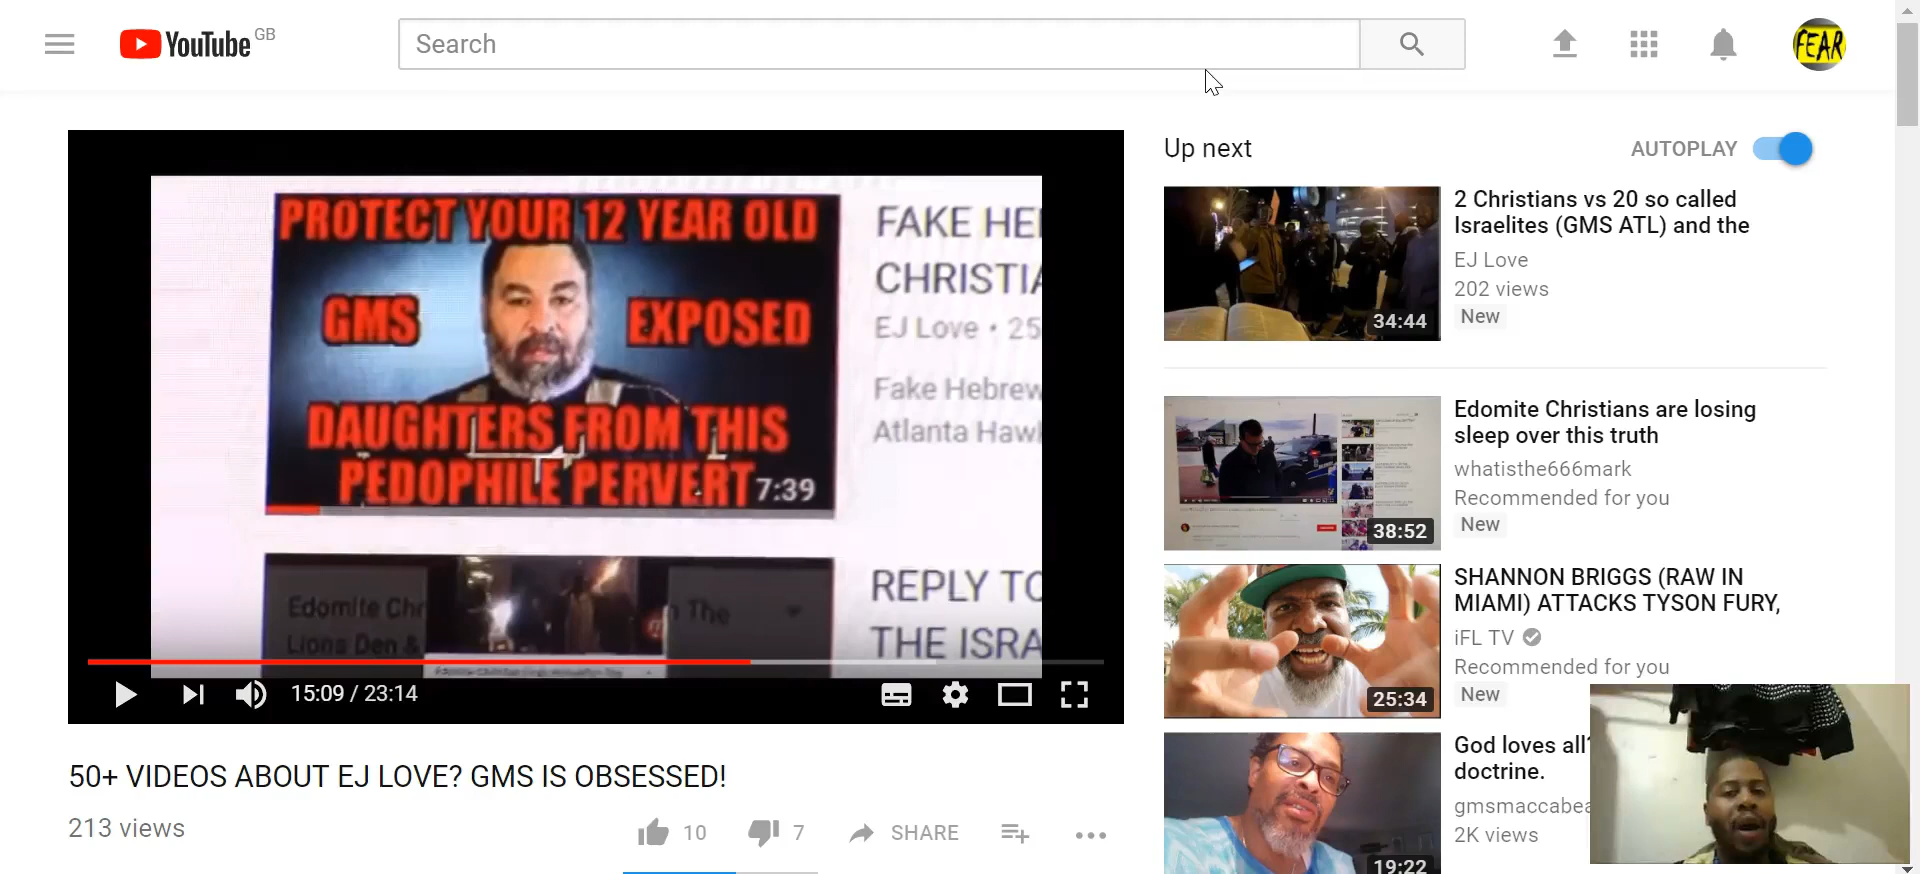 YouTube GB
Search
FEAR
PROTECT YOUR 12 YEAR OLD
GMS
EXPOSED
DAUGHTERS FROM THIS
PEDOPHILE PERVERT
7:39
FAKE HE
CHRISTIA
EJ Love • 25
Fake Hebrew
Atlanta Hawk
Edomite Chr
n The
Lions Den &
REPLY TO
THE ISRA
15:09 / 23:14
50+ VIDEOS ABOUT EJ LOVE? GMS IS OBSESSED!
213 views
10
7
SHARE
Up next
AUTOPLAY
34:44
2 Christians vs 20 so called
Israelites (GMS ATL) and the
EJ Love
202 views
New
38:52
Edomite Christians are losing
sleep over this truth
whatisthe666mark
Recommended for you
New
25:34
SHANNON BRIGGS (RAW IN
MIAMI) ATTACKS TYSON FURY,
iFL TV
Recommended for you
New
19:22
God loves all?
doctrine.
gmsmaccabea
2K views